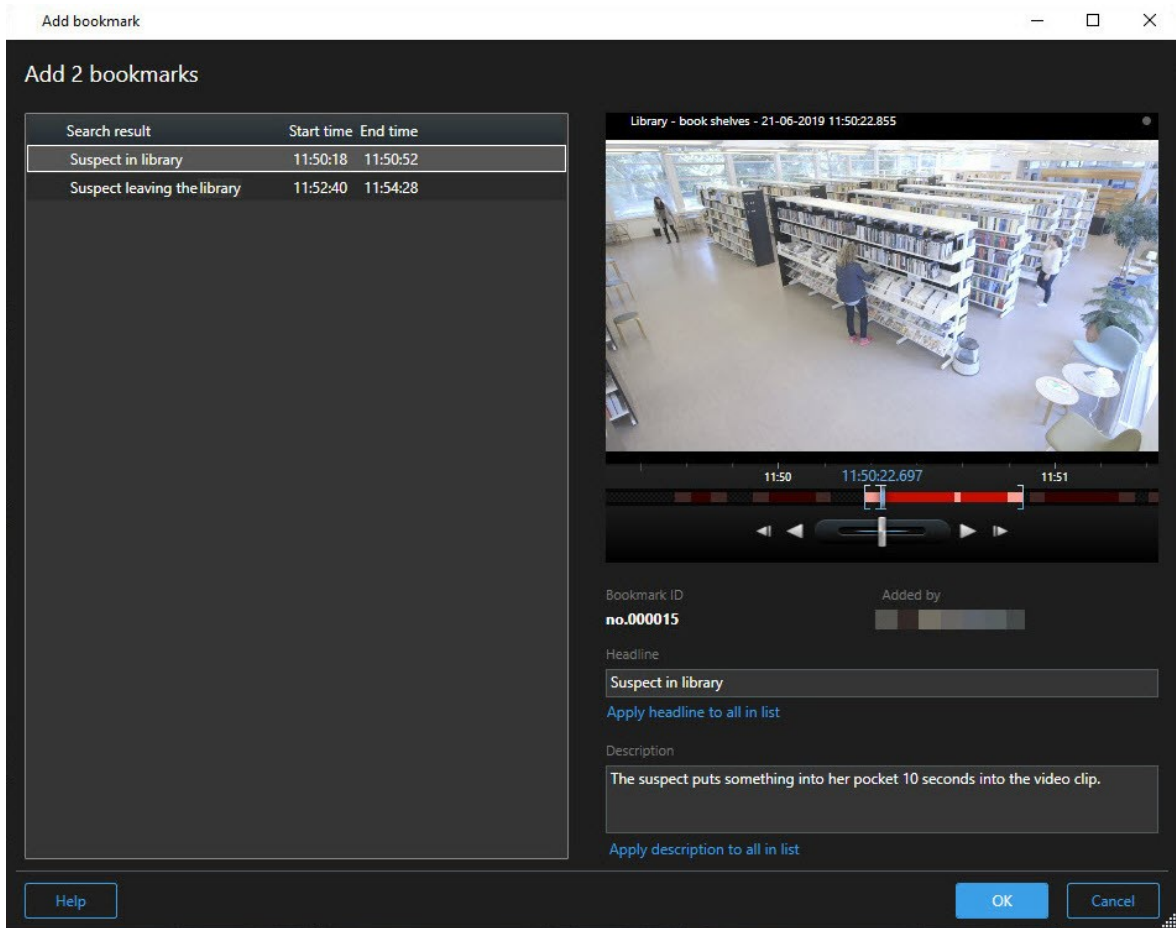 Add bookmark
Add 2 bookmarks
Search result Start time End time
Suspect in library 11:50:18 11:50:52
Suspect leaving the library 11:52:40 11:54:28
Library - book shelves - 21-06-2019 11:50:22.855
11:50 11:50:22.697 11:51
Bookmark ID Added by
no.000015
Headline
Suspect in library
Apply headline to all in list
Description
The suspect puts something into her pocket 10 seconds into the video clip.
Apply description to all in list
Help OK Cancel